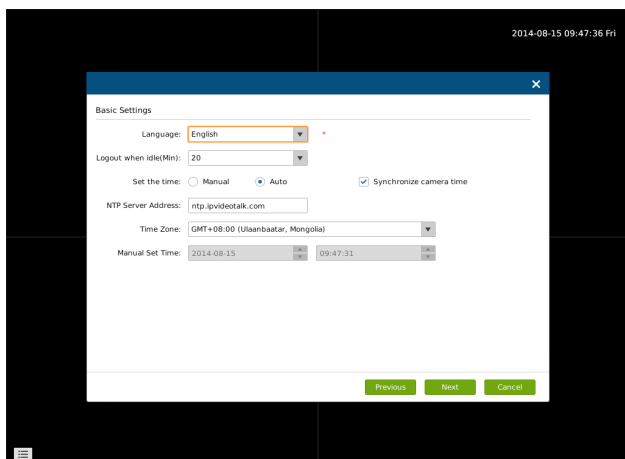 2014-08-15 09:47:36 Fri
Basic Settings
Language: English *
Logout when idle(Min): 20
Set the time: Manual Auto Synchronize camera time
NTP Server Address: ntp.ipvideotalk.com
Time Zone: GMT+08:00 (Ulaanbaatar, Mongolia)
Manual Set Time: 2014-08-15 09:47:31
Previous Next Cancel